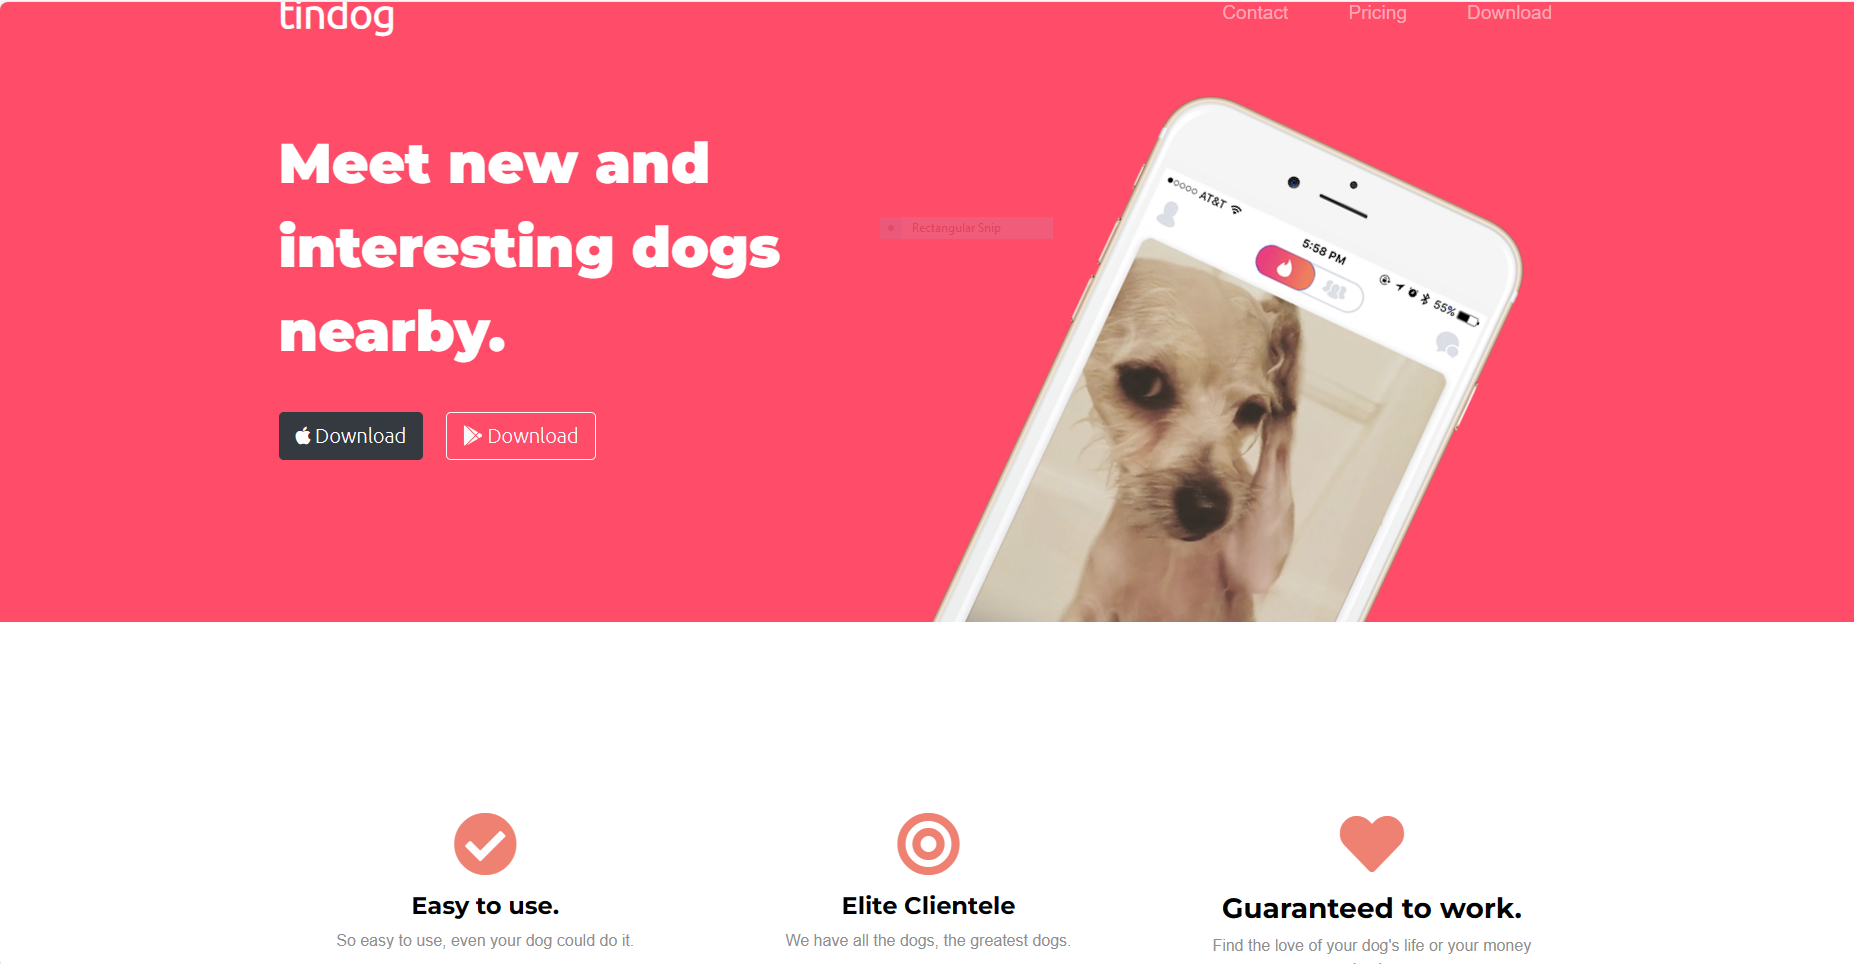 tindog
Contact Pricing Download
Meet new and
interesting dogs
nearby.
Download Download
Rectangular Snip
AT&T
5:58 PM
55%
Easy to use.
So easy to use, even your dog could do it.
Elite Clientele
We have all the dogs, the greatest dogs.
Guaranteed to work.
Find the love of your dog's life or your money